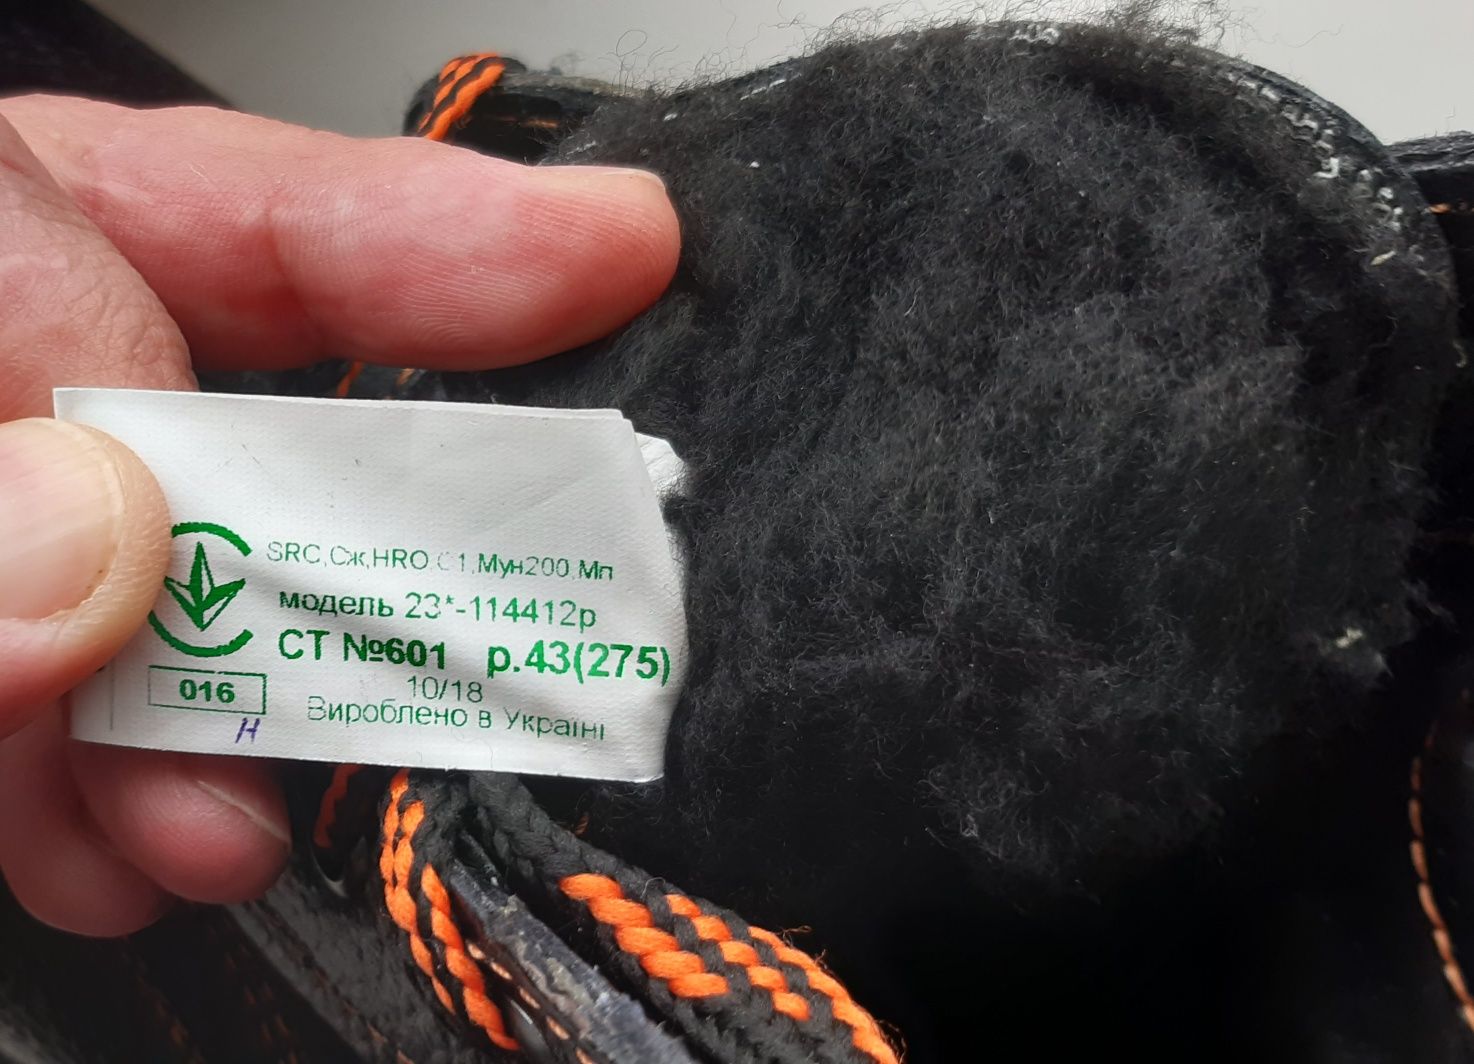 SRC,Сж,HRO,С1,Мун200,Мп
модель 23*-114412р
СТ №601 р.43(275)
10/18
016
Вироблено в Україні
н